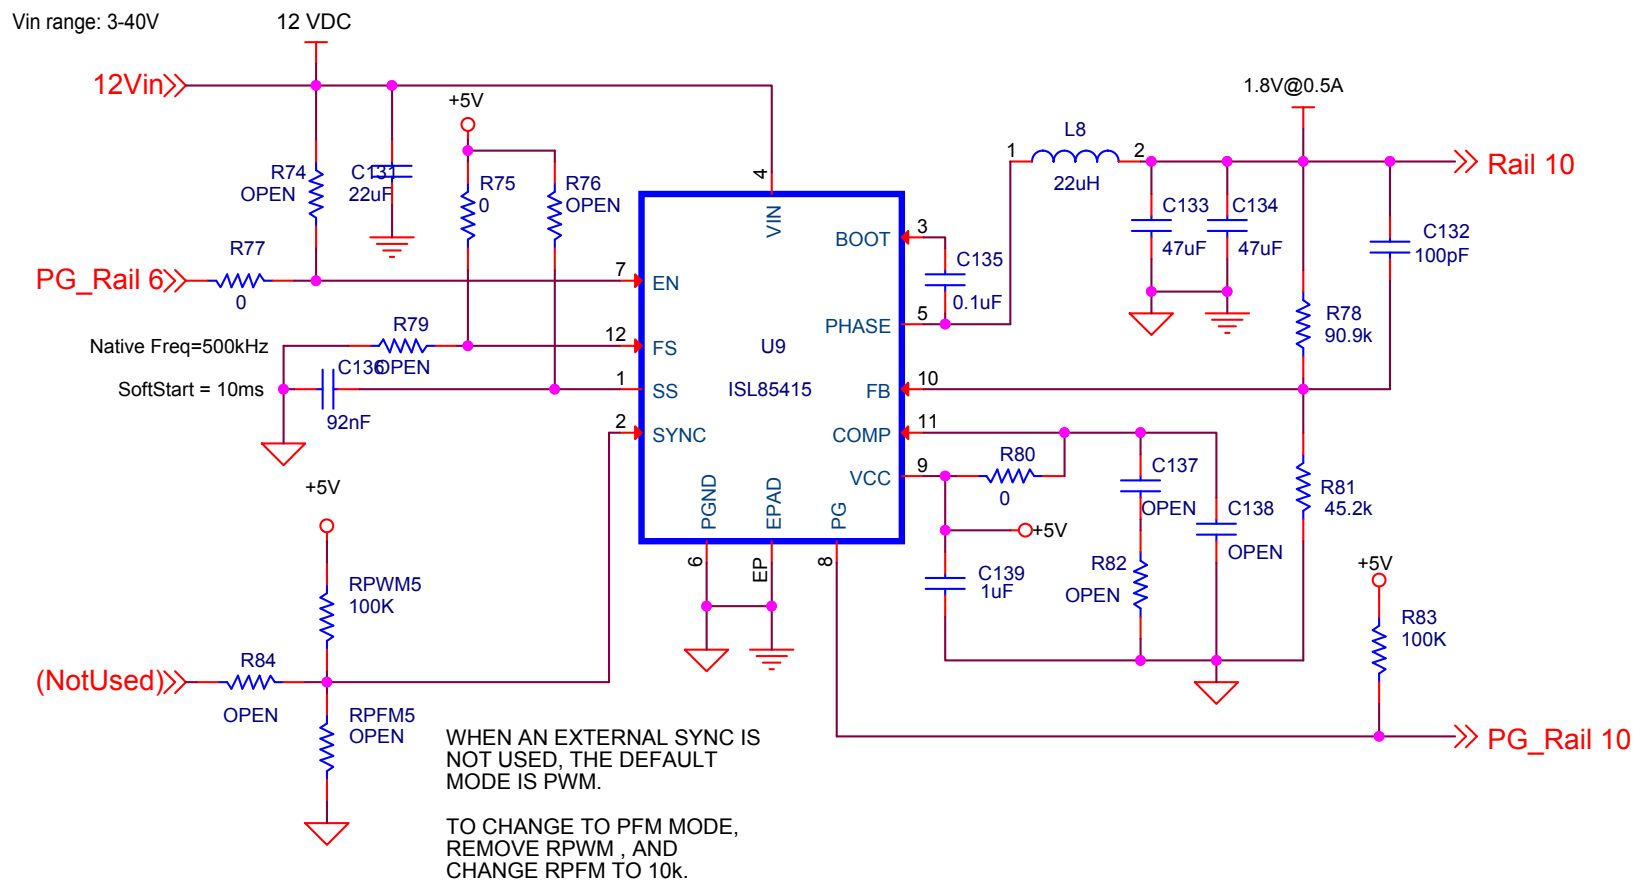 Vin range: 3-40V
12 VDC
12Vin
+5V
1.8V@0.5A
L8
1
2
22uH
Rail 10
R74
OPEN
C131
22uF
R75
0
R76
OPEN
4
VIN
BOOT
3
C135
0.1uF
C133
47uF
C134
47uF
C132
100pF
R77
0
PG_Rail 6
7
EN
PHASE
5
R78
90.9k
Native Freq=500kHz
R79
OPEN
12
FS
U9
ISL85415
SoftStart = 10ms
C136
92nF
1
SS
FB
10
2
SYNC
COMP
11
VCC
9
R80
0
C137
OPEN
C138
OPEN
R81
45.2k
PGND
EPAD
PG
6
EP
8
+5V
C139
1uF
R82
OPEN
+5V
R83
100K
+5V
RPWM5
100K
(NotUsed)
R84
OPEN
RPFM5
OPEN
PG_Rail 10
WHEN AN EXTERNAL SYNC IS
NOT USED, THE DEFAULT
MODE IS PWM.
TO CHANGE TO PFM MODE,
REMOVE RPWM , AND
CHANGE RPFM TO 10k.